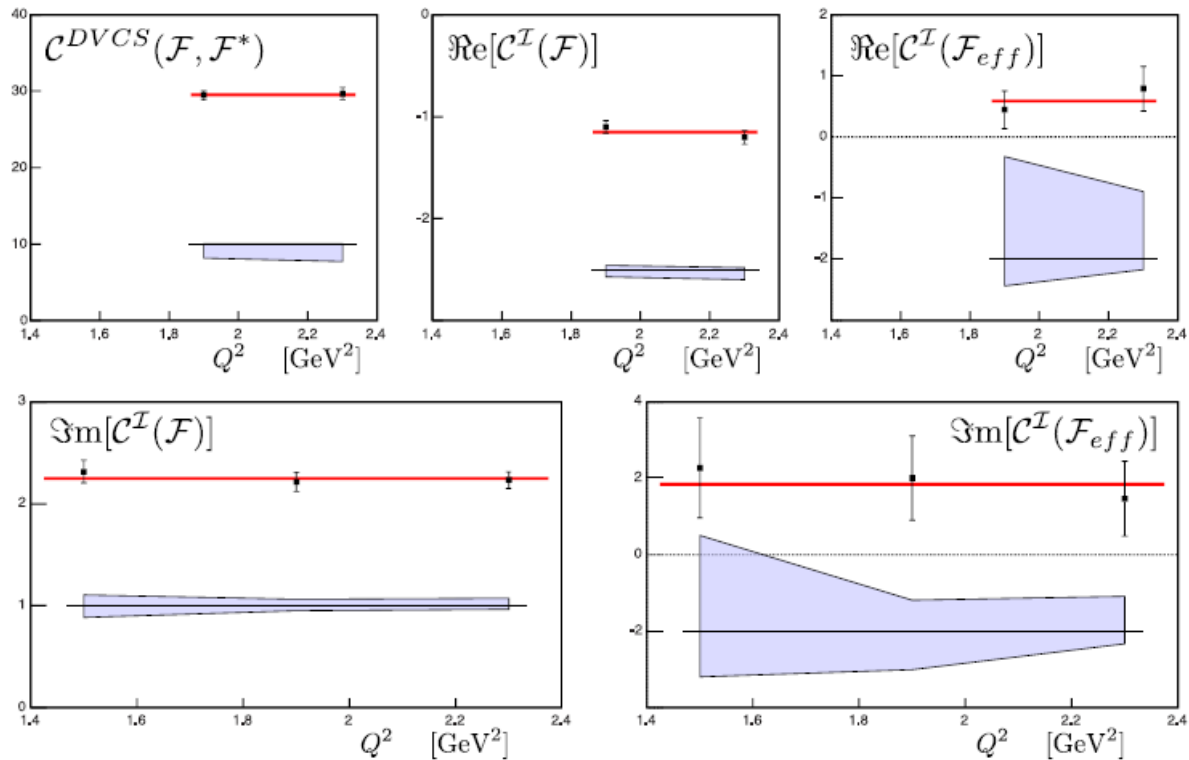 𝒞^{DVCS}(ℱ, ℱ*)
40
30
20
10
0
1.4 1.6 1.8 2 2.2 2.4
Q² [GeV²]
ℜe[𝒞^ℐ(ℱ)]
-0
-1
-2
1.4 1.6 1.8 2 2.2 2.4
Q² [GeV²]
ℜe[𝒞^ℐ(ℱ_{eff})]
2
1
0
-1
-2
1.4 1.6 1.8 2 2.2 2.4
Q² [GeV²]
ℑm[𝒞^ℐ(ℱ)]
3
2
1
0
1.4 1.6 1.8 2 2.2 2.4
Q² [GeV²]
ℑm[𝒞^ℐ(ℱ_{eff})]
4
2
0
-2
1.4 1.6 1.8 2 2.2 2.4
Q² [GeV²]